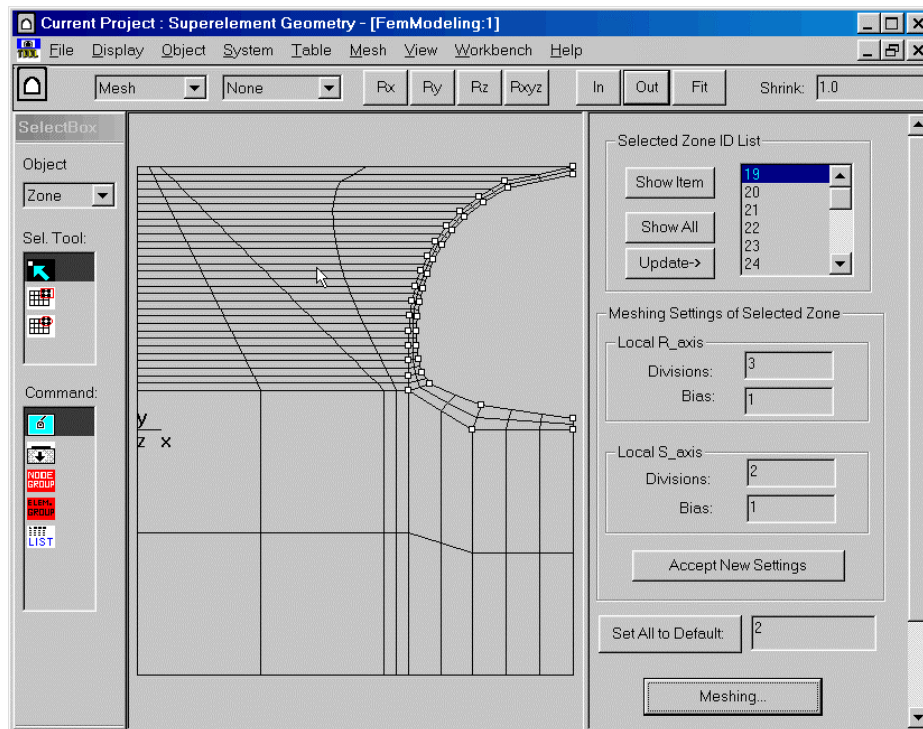 Current Project : Superelement Geometry - [FemModeling:1]
TOOL File Display Object System Table Mesh View Workbench Help
Mesh None Rx Ry Rz Rxyz In Out Fit Shrink: 1.0
SelectBox
Object
Zone
Sel. Tool:
Command:
NODE
GROUP
ELEM.
GROUP
LIST
y
z x
Selected Zone ID List
Show Item
Show All
Update->
19
20
21
22
23
24
Meshing Settings of Selected Zone
Local R_axis
Divisions: 3
Bias: 1
Local S_axis
Divisions: 2
Bias: 1
Accept New Settings
Set All to Default: 2
Meshing...